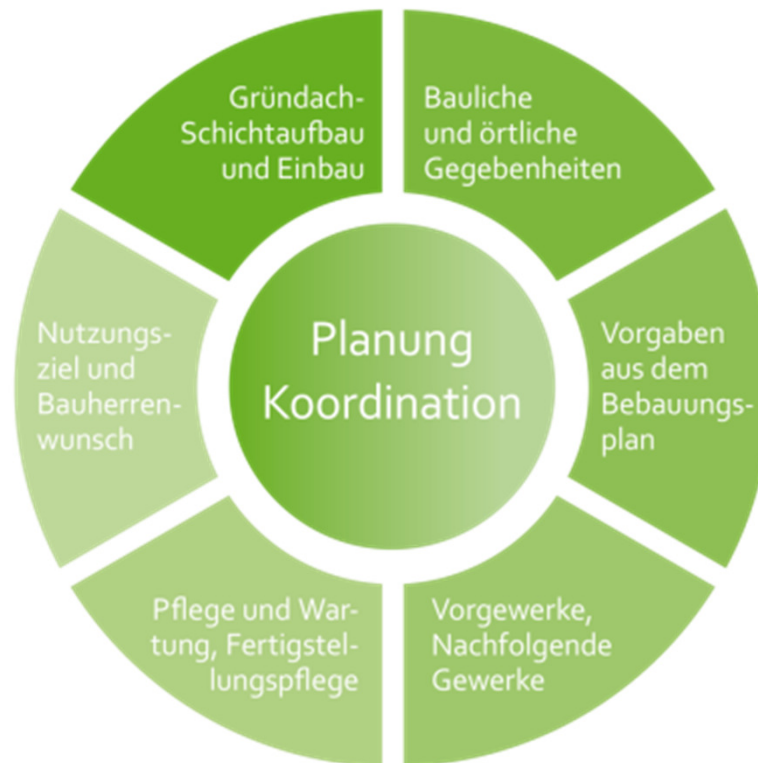 Gründach-
Schichtaufbau
und Einbau
Bauliche
und örtliche
Gegebenheiten
Vorgaben
aus dem
Bebauungs-
plan
Vorgewerke,
Nachfolgende
Gewerke
Pflege und War-
tung, Fertigstel-
lungspflege
Nutzungs-
ziel und
Bauherren-
wunsch
Planung
Koordination